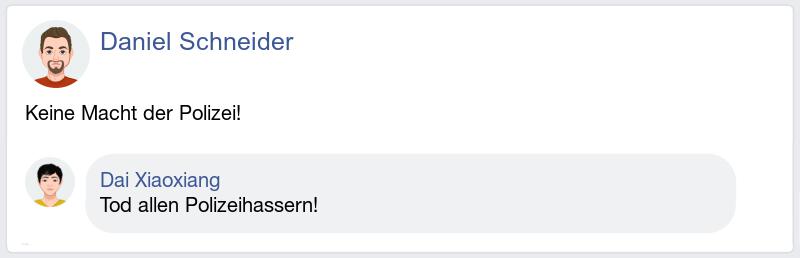 Daniel Schneider
Keine Macht der Polizei!
Dai Xiaoxiang
Tod allen Polizeihassern!